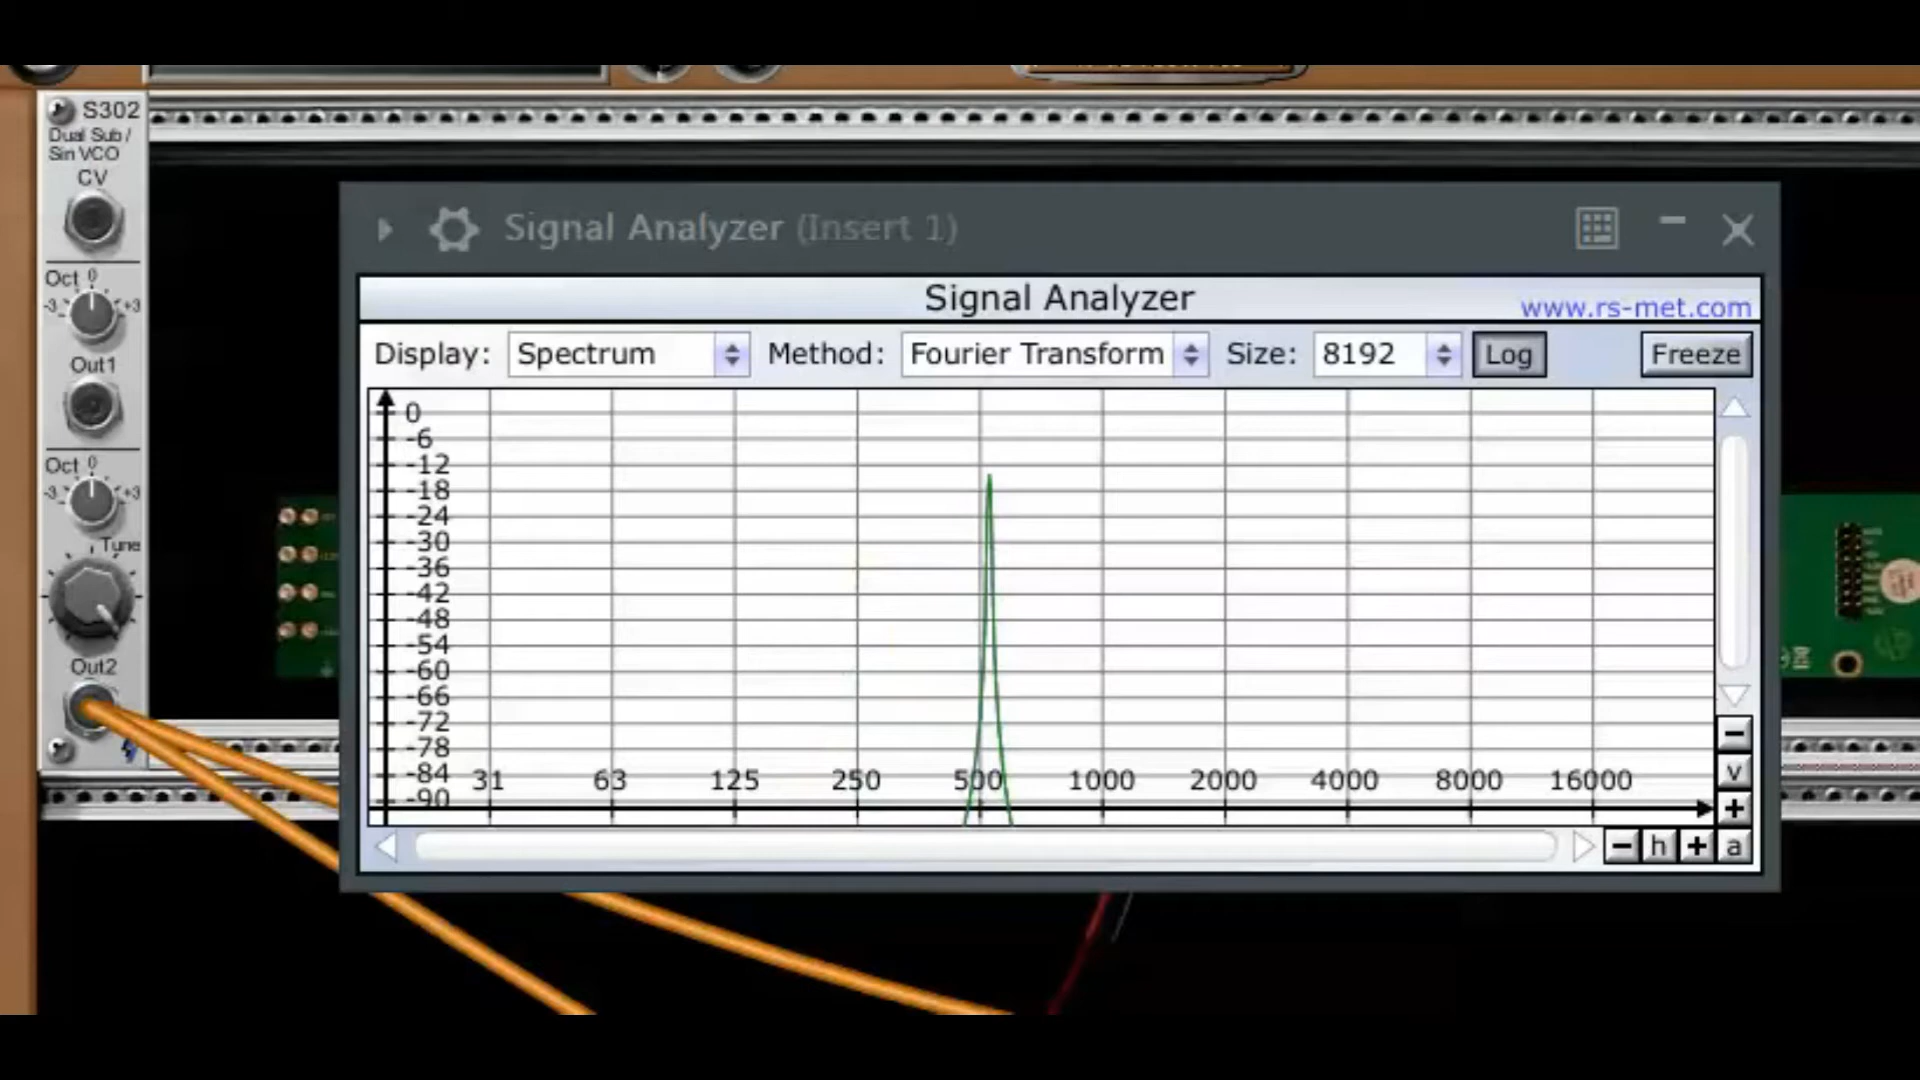 S302
Dual Sub /
Sin VCO
CV
Oct 0
-3 +3
Out1
Oct 0
-3 +3
Tune
Out2
Signal Analyzer (Insert 1)
Signal Analyzer
www.rs-met.com
Display: Spectrum Method: Fourier Transform Size: 8192 Log Freeze
0
-6
-12
-18
-24
-30
-36
-42
-48
-54
-60
-66
-72
-78
-84
-90
31 63 125 250 500 1000 2000 4000 8000 16000
- v +
- h + a